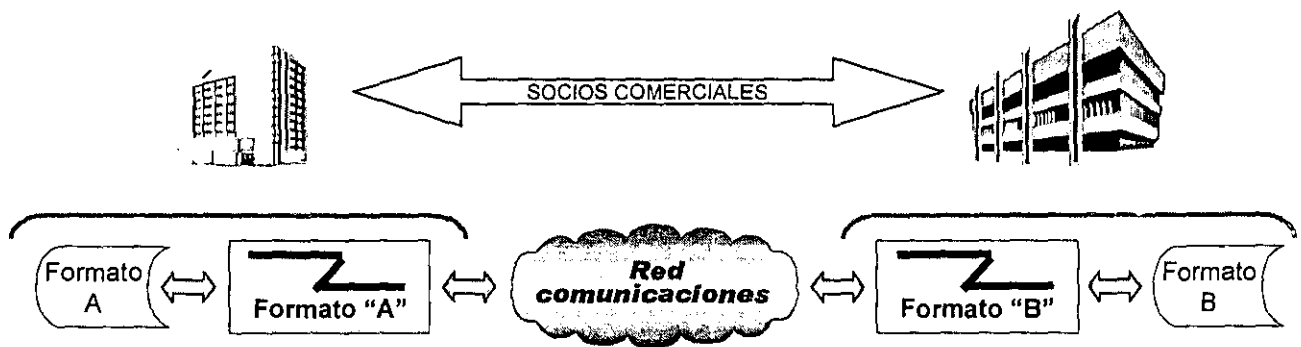 SOCIOS COMERCIALES
Formato
A
Formato “A”
Red
comunicaciones
Formato “B”
Formato
B